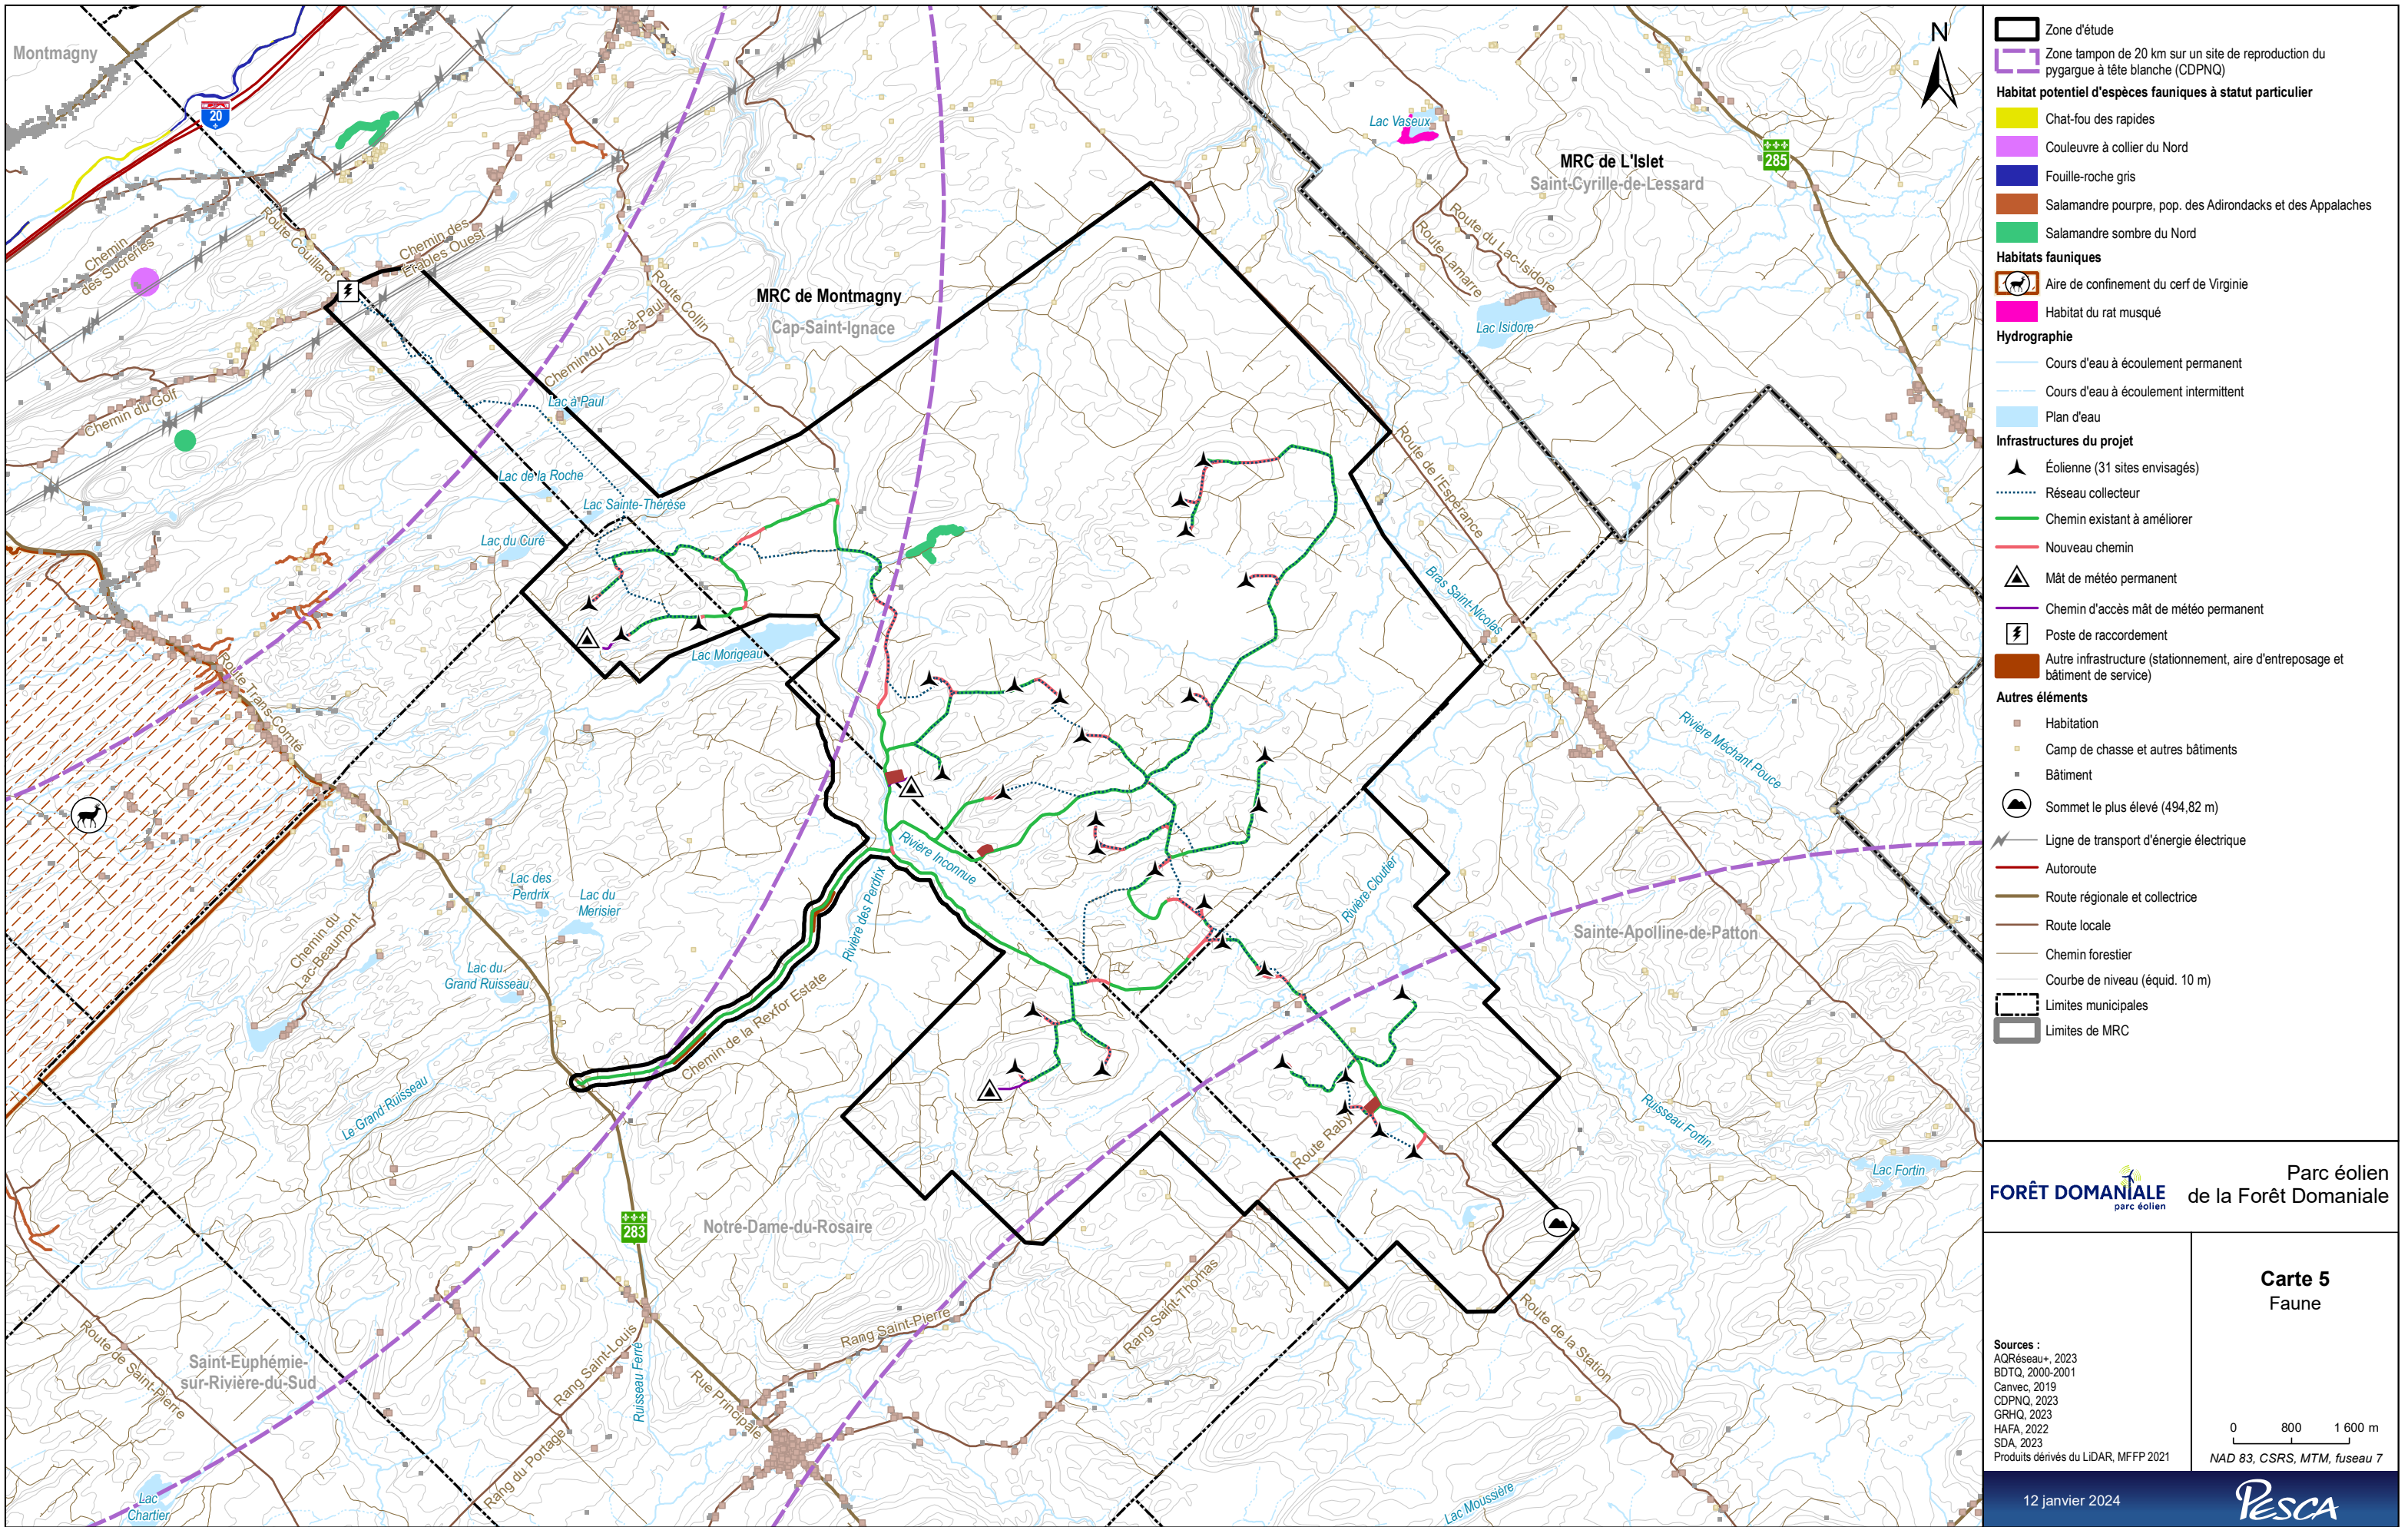 Montmagny
20
Chemin
des Sucreries
Route Couillard
Chemin des
Érables Ouest
Chemin du Golf
Route Collin
Chemin du Lac-à-Paul
MRC de Montmagny
Cap-Saint-Ignace
Lac à Paul
Lac de la Roche
Lac Sainte-Thérèse
Lac du Curé
Lac Morigeau
Lac Vaseux
MRC de L'Islet
Saint-Cyrille-de-Lessard
285
Route du Lac-Isidore
Route Lamarre
Lac Isidore
Route de l'Espérance
Bras Saint-Nicolas
Rivière Méchant Pouce
Route Trans-Comté
Chemin du
Lac-Beaumont
Lac des
Perdrix
Lac du
Merisier
Lac du
Grand Ruisseau
Le Grand Ruisseau
Rivière Inconnue
Rivière des Perdrix
Chemin de la Rexfor Estate
Rivière Cloutier
Sainte-Apolline-de-Patton
Ruisseau Fortin
Lac Fortin
Route Raby
283
Notre-Dame-du-Rosaire
Rang Saint-Pierre
Rang Saint-Thomas
Route de la Station
Route de Saint-Pierre
Saint-Euphémie-
sur-Rivière-du-Sud
Rang Saint-Louis
Ruisseau Ferré
Rue Principale
Rang du Portage
Lac
Chartier
Lac Moussière
N
Zone d'étude
Zone tampon de 20 km sur un site de reproduction du
pygargue à tête blanche (CDPNQ)
Habitat potentiel d'espèces fauniques à statut particulier
Chat-fou des rapides
Couleuvre à collier du Nord
Fouille-roche gris
Salamandre pourpre, pop. des Adirondacks et des Appalaches
Salamandre sombre du Nord
Habitats fauniques
Aire de confinement du cerf de Virginie
Habitat du rat musqué
Hydrographie
Cours d'eau à écoulement permanent
Cours d'eau à écoulement intermittent
Plan d'eau
Infrastructures du projet
Éolienne (31 sites envisagés)
Réseau collecteur
Chemin existant à améliorer
Nouveau chemin
Mât de météo permanent
Chemin d'accès mât de météo permanent
Poste de raccordement
Autre infrastructure (stationnement, aire d'entreposage et
bâtiment de service)
Autres éléments
Habitation
Camp de chasse et autres bâtiments
Bâtiment
Sommet le plus élevé (494,82 m)
Ligne de transport d'énergie électrique
Autoroute
Route régionale et collectrice
Route locale
Chemin forestier
Courbe de niveau (équid. 10 m)
Limites municipales
Limites de MRC
FORÊT DOMANIALE
parc éolien
Parc éolien
de la Forêt Domaniale
Carte 5
Faune
Sources :
AQRéseau+, 2023
BDTQ, 2000-2001
Canvec, 2019
CDPNQ, 2023
GRHQ, 2023
HAFA, 2022
SDA, 2023
Produits dérivés du LiDAR, MFFP 2021
0 800 1 600 m
NAD 83, CSRS, MTM, fuseau 7
12 janvier 2024
PESCA